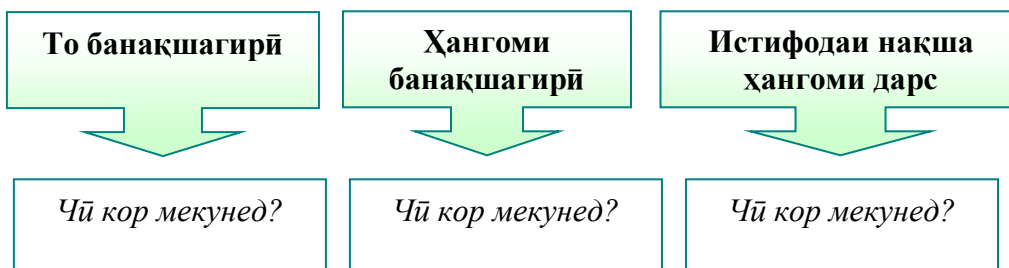 То банақшагирӣ
Ҳангоми
банақшагирӣ
Истифодаи нақша
ҳангоми дарс
Чӣ кор мекунед?
Чӣ кор мекунед?
Чӣ кор мекунед?